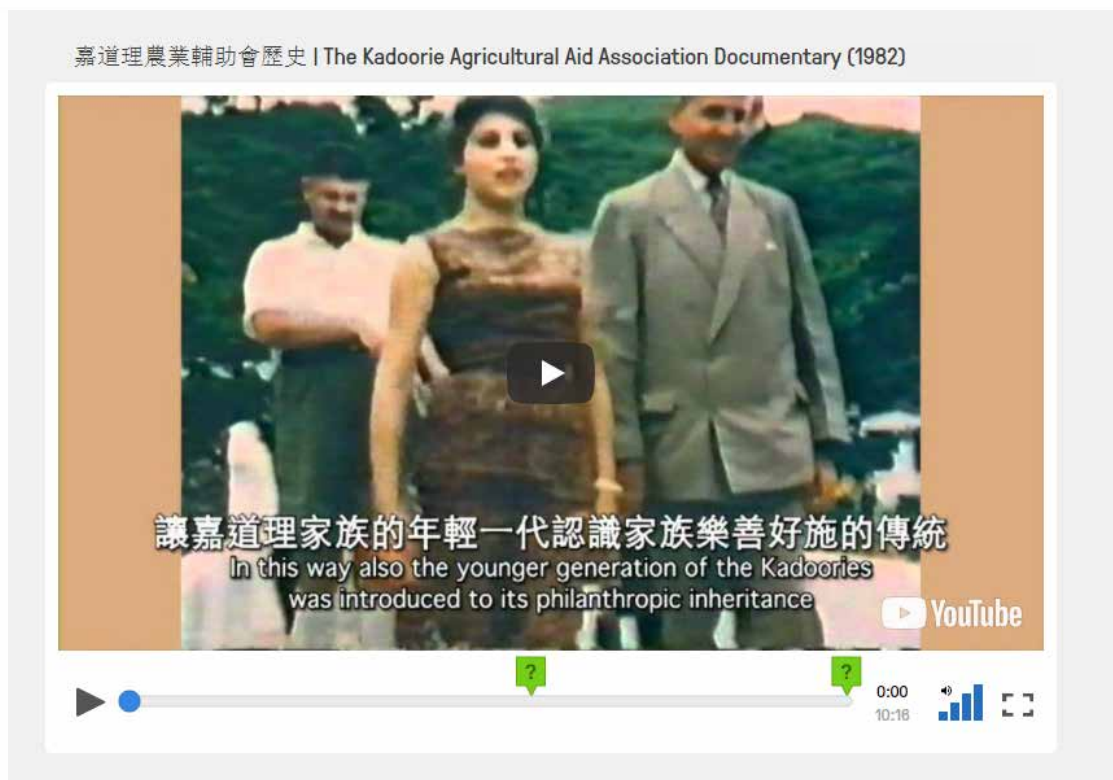 嘉道理農業輔助會歷史 | The Kadoorie Agricultural Aid Association Documentary (1982)
讓嘉道理家族的年輕一代認識家族樂善好施的傳統
In this way also the younger generation of the Kadoories
was introduced to its philanthropic inheritance
YouTube
? ?
0:00
10:16